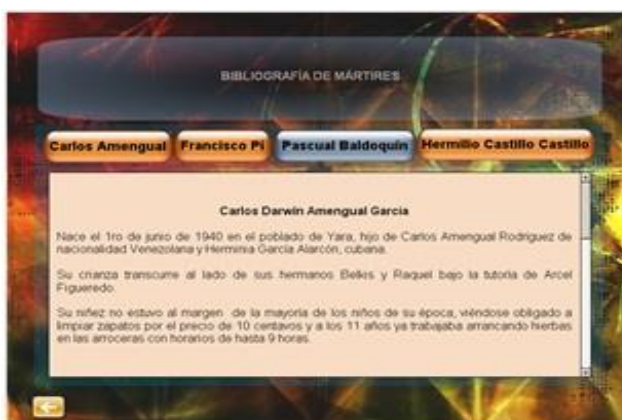 BIBLIOGRAFÍA DE MÁRTIRES
Carlos Amengual Francisco Pi Pascual Baldoquín Hermilio Castillo Castillo
Carlos Darwin Amengual García
Nace el 1ro de junio de 1940 en el poblado de Yara, hijo de Carlos Amengual Rodríguez de
nacionalidad Venezolana y Herminia García Alarcón, cubana.
Su crianza transcurre al lado de sus hermanos Belkis y Raquel bajo la tutoría de Arcel
Figueredo.
Su niñez no estuvo al margen de la mayoría de los niños de su época, viéndose obligado a
limpiar zapatos por el precio de 10 centavos y a los 11 años ya trabajaba arrancando hierbas
en las arroceras con horarios de hasta 9 horas.